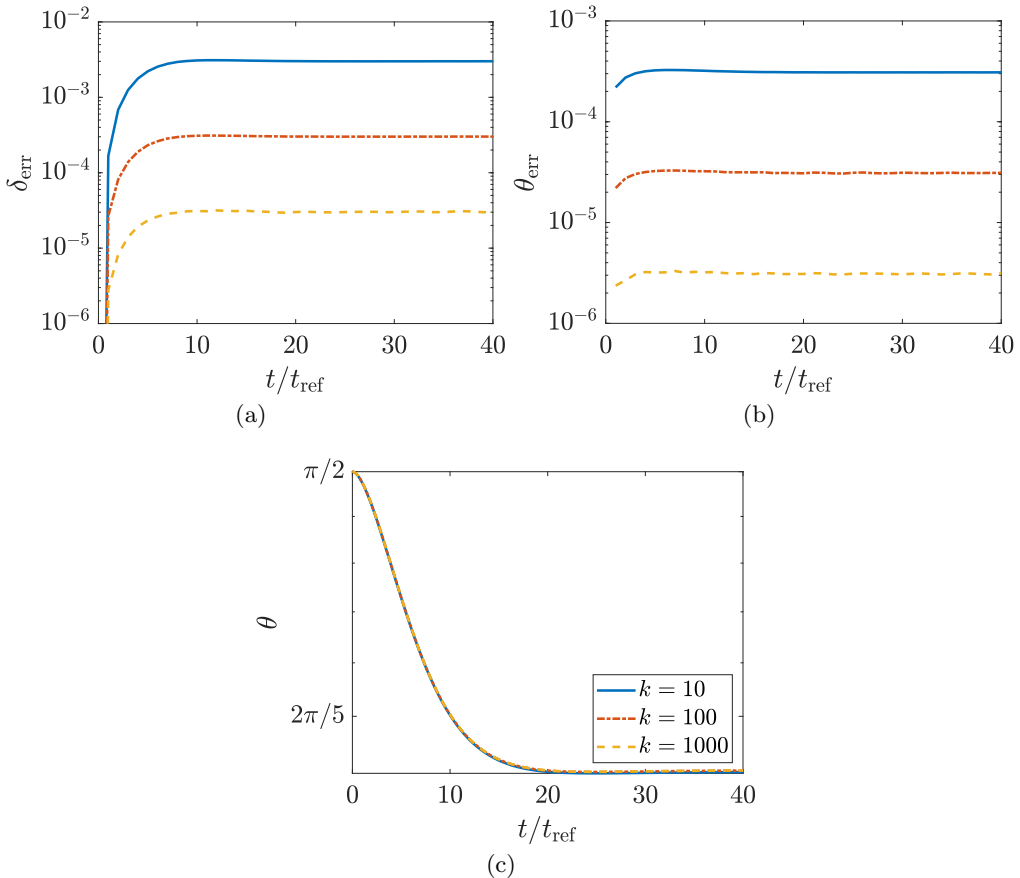 10⁻² 10⁻³ 10⁻⁴ 10⁻⁵ 10⁻⁶
δ_err
0 10 20 30 40
t/t_ref
(a)
10⁻³ 10⁻⁴ 10⁻⁵ 10⁻⁶
θ_err
0 10 20 30 40
t/t_ref
(b)
π/2
2π/5
θ
k = 10
k = 100
k = 1000
0 10 20 30 40
t/t_ref
(c)